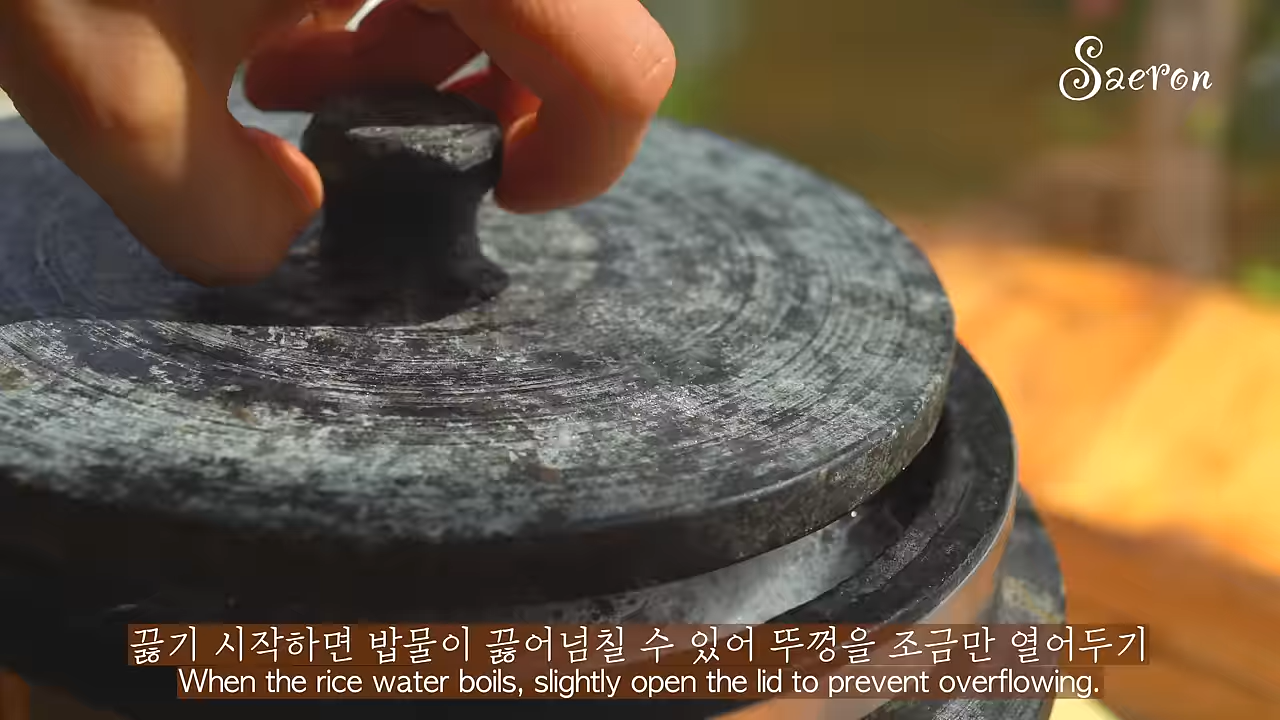 Saeron
끓기 시작하면 밥물이 끓어넘칠 수 있어 뚜껑을 조금만 열어두기
When the rice water boils, slightly open the lid to prevent overflowing.